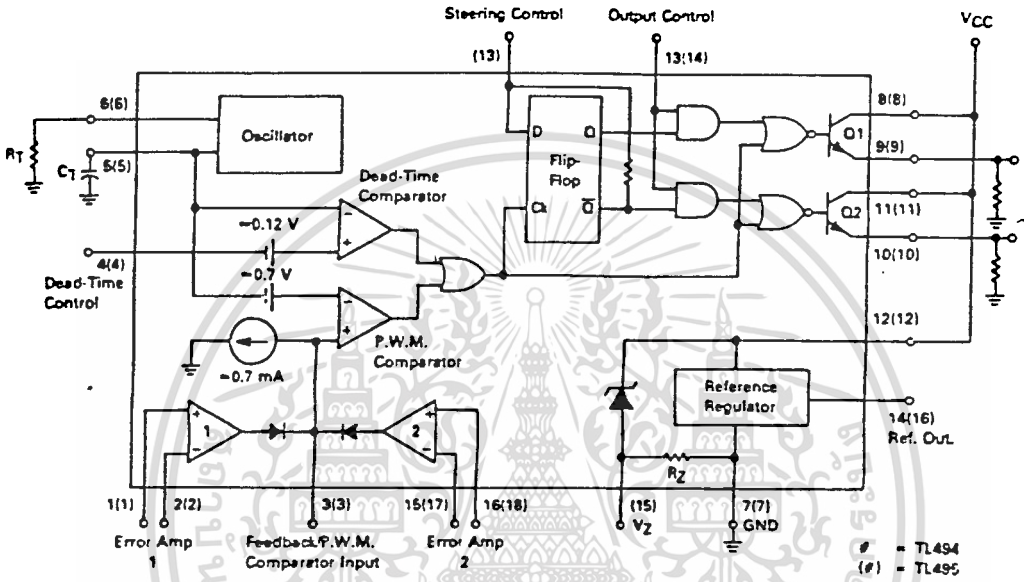 Steering Control
Output Control
VCC
(13)
13(14)
6(6)
RT
5(5)
CT
Oscillator
Dead-Time
Comparator
≈0.12 V
4(4)
Dead-Time
Control
≈0.7 V
≈0.7 mA
P.W.M.
Comparator
D
Q
Flip-
Flop
Ck
Q̅
Q1
Q2
8(8)
9(9)
11(11)
10(10)
12(12)
Reference
Regulator
14(16)
Ref. Out.
RZ
1
2
+
−
1(1)
2(2)
3(3)
15(17)
16(18)
(15)
VZ
7(7)
GND
Error Amp
1
Feedback/P.W.M.
Comparator Input
Error Amp
2
# = TL494
(#) = TL495